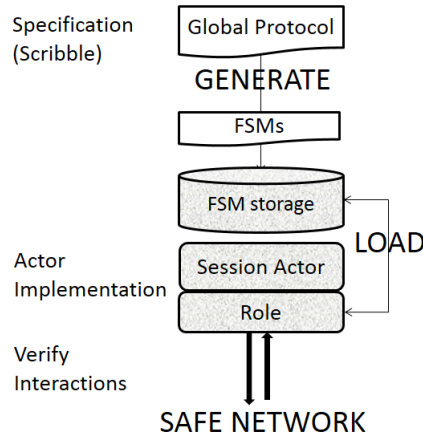 Specification
(Scribble)
Global Protocol
GENERATE
FSMs
FSM storage
LOAD
Session Actor
Actor
Implementation
Role
Verify
Interactions
SAFE NETWORK